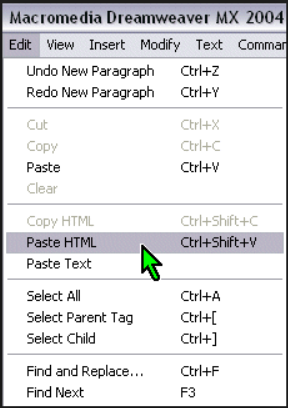 Macromedia Dreamweaver MX 2004
Edit View Insert Modify Text Comman
Undo New Paragraph Ctrl+Z
Redo New Paragraph Ctrl+Y
Cut Ctrl+X
Copy Ctrl+C
Paste Ctrl+V
Clear
Copy HTML Ctrl+Shift+C
Paste HTML Ctrl+Shift+V
Paste Text
Select All Ctrl+A
Select Parent Tag Ctrl+[
Select Child Ctrl+]
Find and Replace... Ctrl+F
Find Next F3